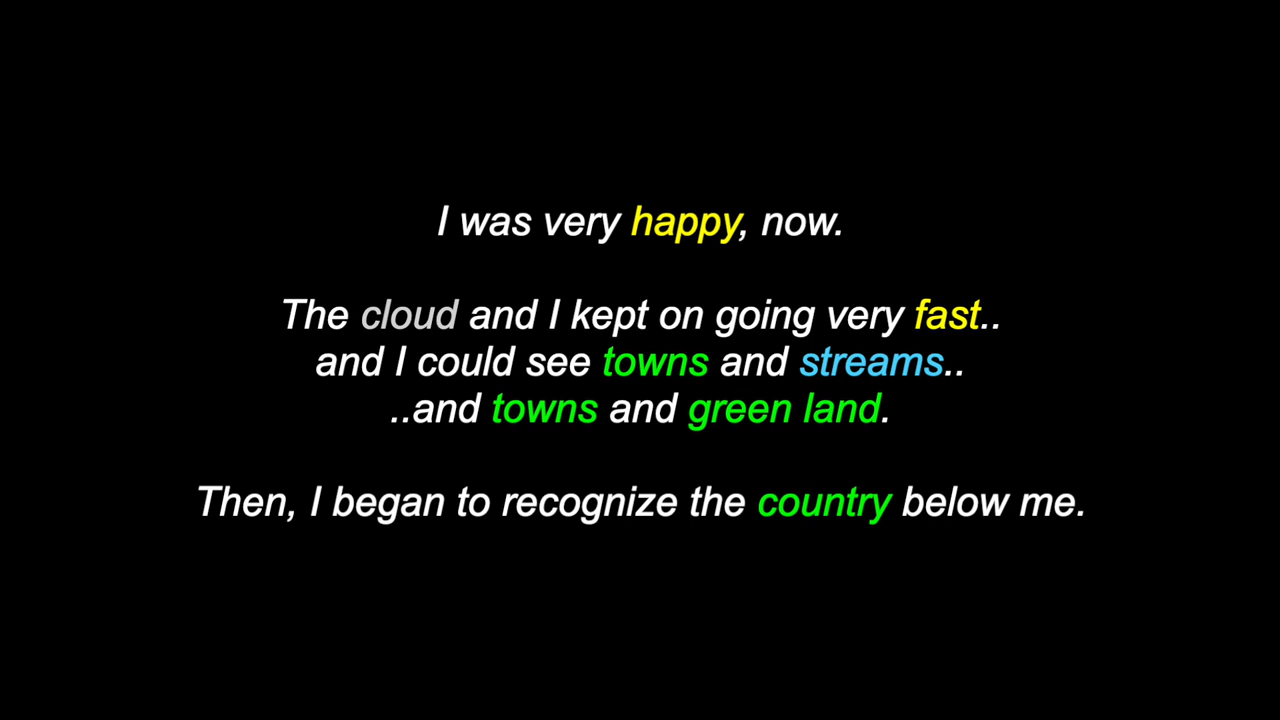 I was very happy, now.
The cloud and I kept on going very fast..
and I could see towns and streams..
..and towns and green land.
Then, I began to recognize the country below me.